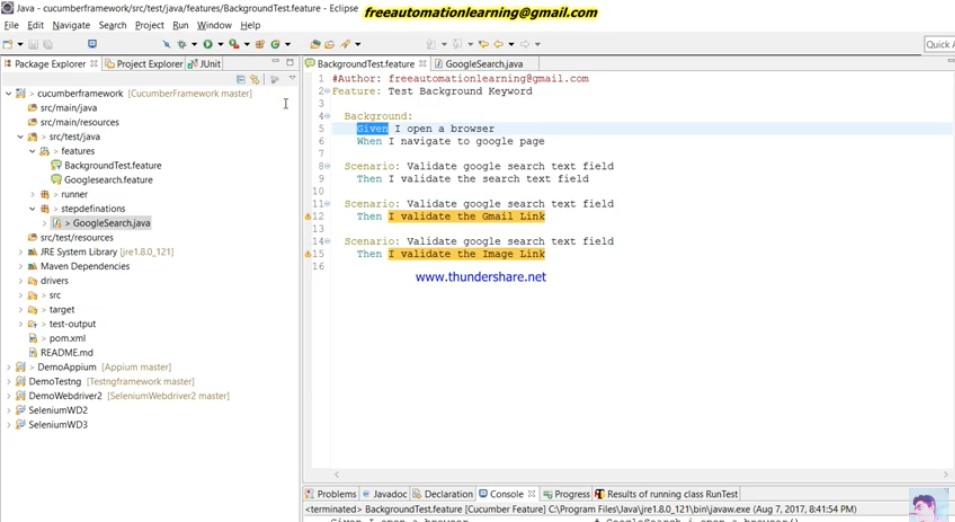 Java - cucumberframework/src/test/java/features/BackgroundTest.feature - Eclipse
freeautomationlearning@gmail.com
File Edit Navigate Search Project Run Window Help
Quick A
Package Explorer Project Explorer JUnit
BackgroundTest.feature GoogleSearch.java
> cucumberframework [CucumberFramework master]
src/main/java
src/main/resources
> src/test/java
> features
BackgroundTest.feature
Googlesearch.feature
> runner
> stepdefinations
> GoogleSearch.java
src/test/resources
JRE System Library [jre1.8.0_121]
Maven Dependencies
drivers
> src
> target
> test-output
> pom.xml
README.md
> DemoAppium [Appium master]
DemoTestng [Testngframework master]
DemoWebdriver2 [SeleniumWebdriver2 master]
SeleniumWD2
SeleniumWD3
1 #Author: freeautomationlearning@gmail.com
2 Feature: Test Background Keyword
3
4 Background:
5 Given I open a browser
6 When I navigate to google page
7
8 Scenario: Validate google search text field
9 Then I validate the search text field
10
11 Scenario: Validate google search text field
12 Then I validate the Gmail Link
13
14 Scenario: Validate google search text field
15 Then I validate the Image Link
16
www.thundershare.net
Problems Javadoc Declaration Console Progress Results of running class RunTest
<terminated> BackgroundTest.feature [Cucumber Feature] C:\Program Files\Java\jre1.8.0_121\bin\javaw.exe (Aug 7, 2017, 8:41:54 PM)
Given I open a browser # GoogleSearch.i_open_a_browser()